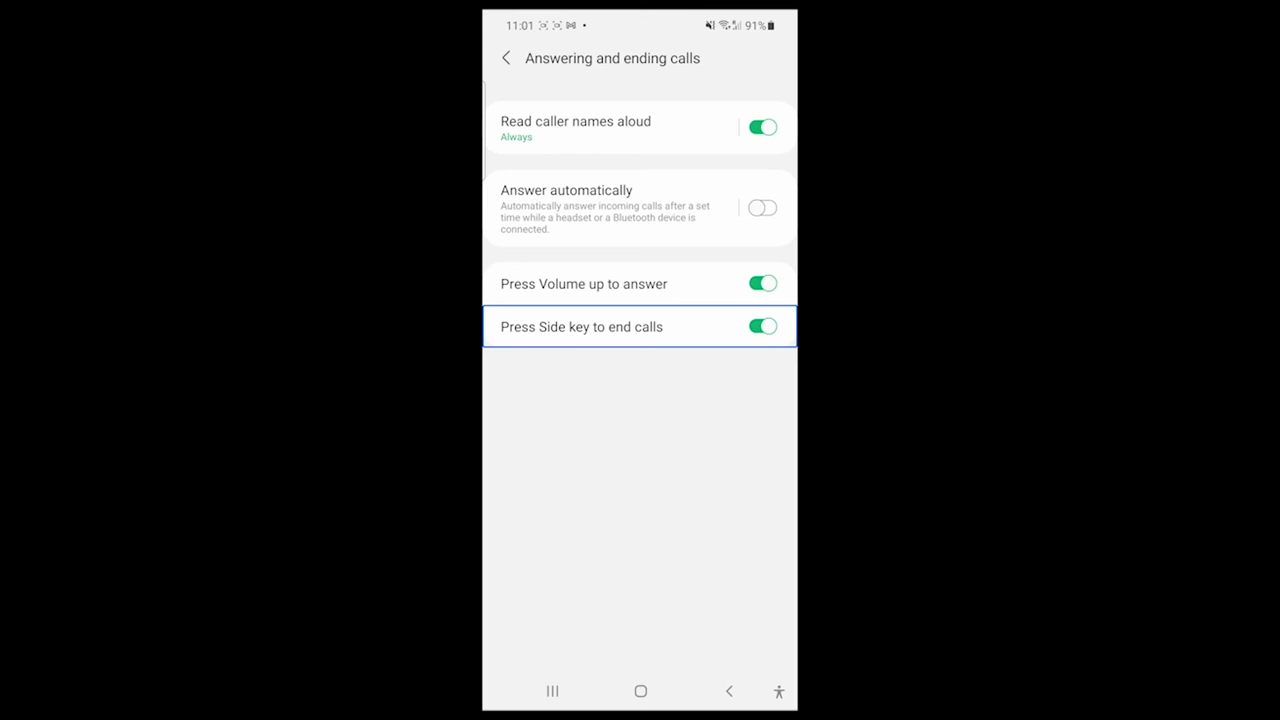 11:01 91%
Answering and ending calls
Read caller names aloud
Always
Answer automatically
Automatically answer incoming calls after a set
time while a headset or a Bluetooth device is
connected.
Press Volume up to answer
Press Side key to end calls